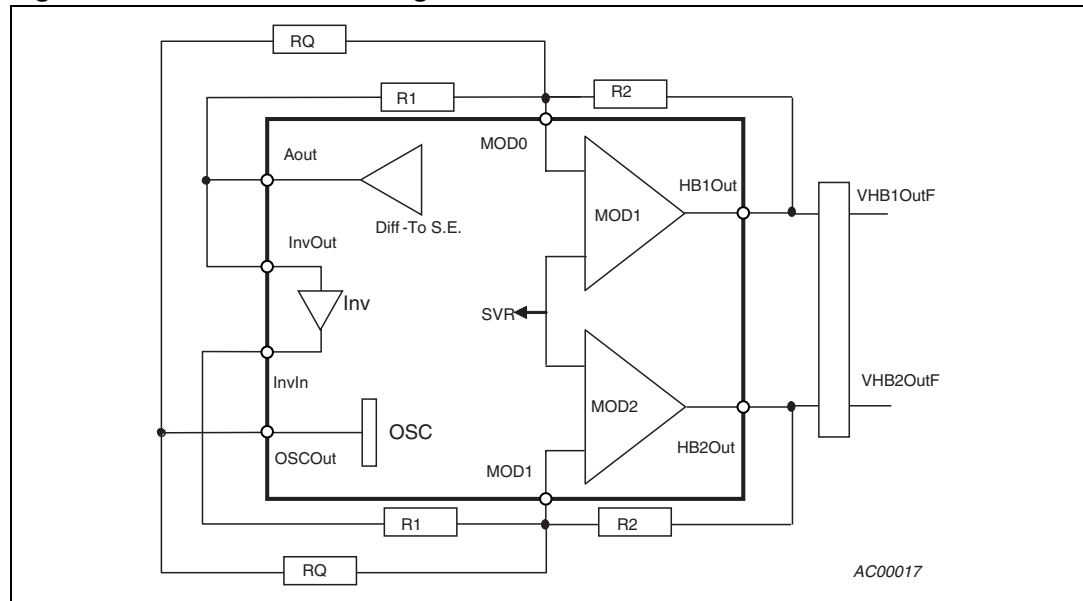 RQ
R1
R2
MOD0
Aout
HB1Out
VHB1OutF
MOD1
Diff-To S.E.
InvOut
Inv
SVR
InvIn
VHB2OutF
MOD2
OSC
HB2Out
OSCOut
MOD1
R1
R2
RQ
AC00017